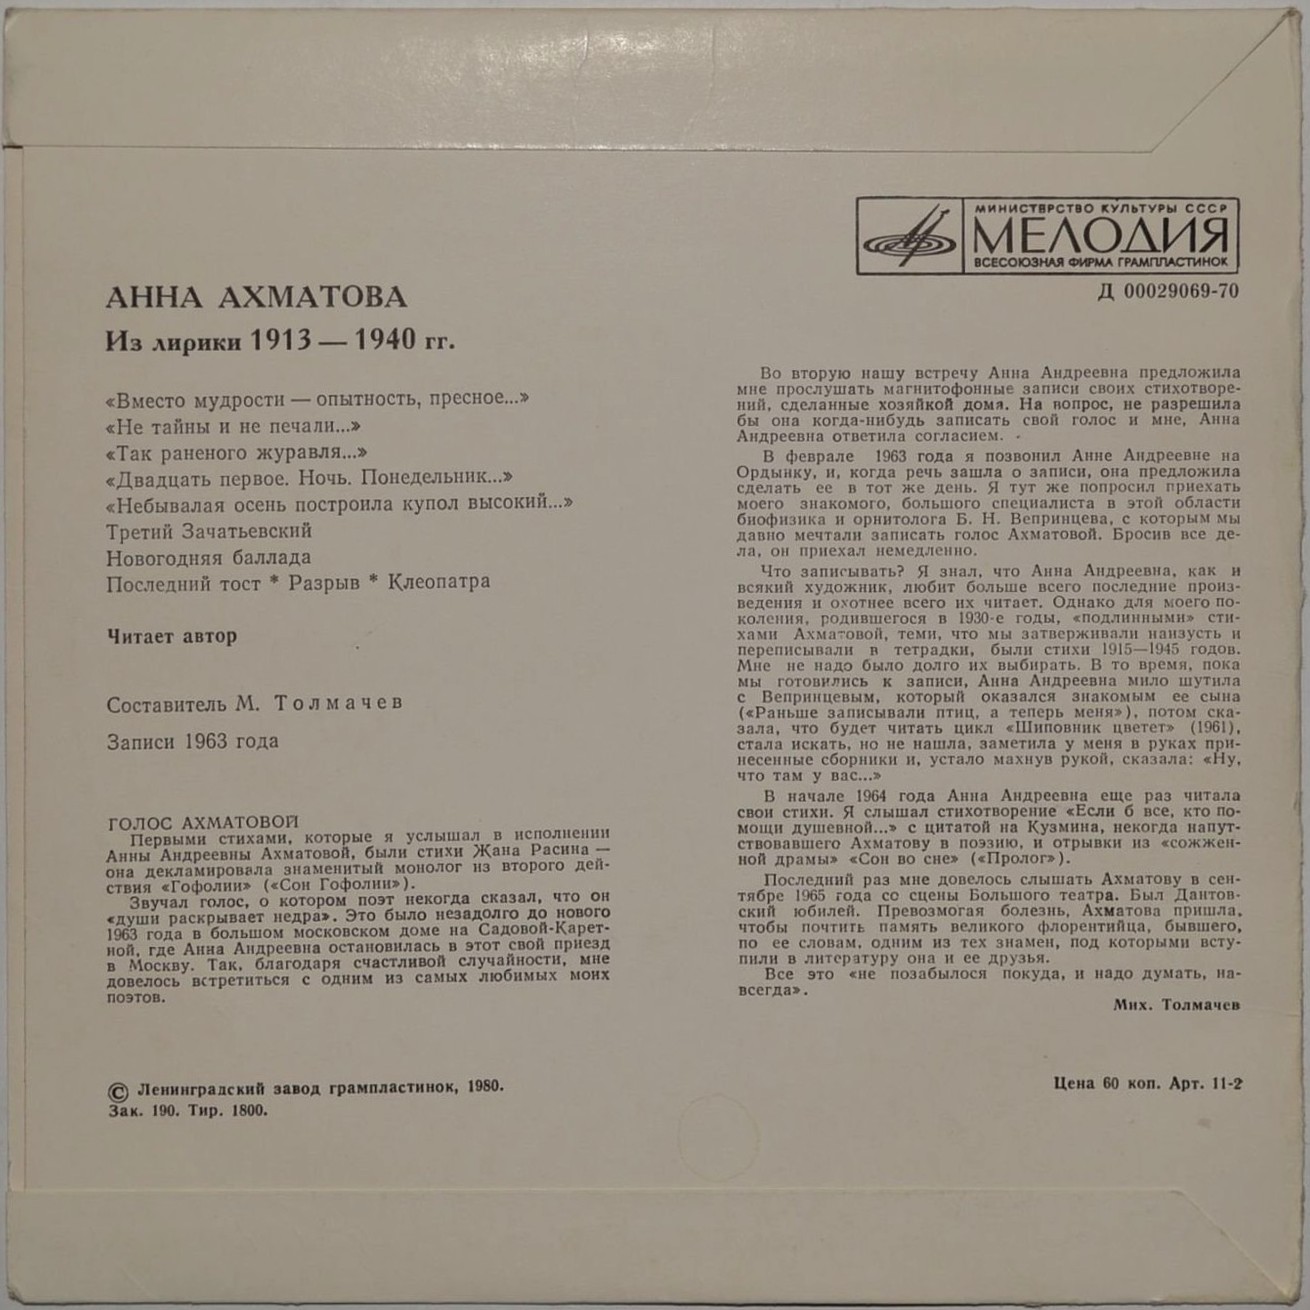 МИНИСТЕРСТВО КУЛЬТУРЫ СССР
МЕЛОДИЯ
ВСЕСОЮЗНАЯ ФИРМА ГРАМПЛАСТИНОК
Д 00029069-70
АННА АХМАТОВА
Из лирики 1913 — 1940 гг.
«Вместо мудрости — опытность, пресное...»
«Не тайны и не печали...»
«Так раненого журавля...»
«Двадцать первое. Ночь. Понедельник...»
«Небывалая осень построила купол высокий...»
Третий Зачатьевский
Новогодняя баллада
Последний тост * Разрыв * Клеопатра
Читает автор
Составитель М. Толмачев
Записи 1963 года
ГОЛОС АХМАТОВОЙ
Первыми стихами, которые я услышал в исполнении
Анны Андреевны Ахматовой, были стихи Жана Расина —
она декламировала знаменитый монолог из второго дей-
ствия «Гофолии» («Сон Гофолии»).
Звучал голос, о котором поэт некогда сказал, что он
«души раскрывает недра». Это было незадолго до нового
1963 года в большом московском доме на Садовой-Карет-
ной, где Анна Андреевна остановилась в этот свой приезд
в Москву. Так, благодаря счастливой случайности, мне
довелось встретиться с одним из самых любимых моих
поэтов.
Во вторую нашу встречу Анна Андреевна предложила
мне прослушать магнитофонные записи своих стихотворе-
ний, сделанные хозяйкой дома. На вопрос, не разрешила
бы она когда-нибудь записать свой голос и мне, Анна
Андреевна ответила согласием.
В феврале 1963 года я позвонил Анне Андреевне на
Ордынку, и, когда речь зашла о записи, она предложила
сделать ее в тот же день. Я тут же попросил приехать
моего знакомого, большого специалиста в этой области
биофизика и орнитолога Б. Н. Вепринцева, с которым мы
давно мечтали записать голос Ахматовой. Бросив все де-
ла, он приехал немедленно.
Что записывать? Я знал, что Анна Андреевна, как и
всякий художник, любит больше всего последние произ-
ведения и охотнее всего их читает. Однако для моего по-
коления, родившегося в 1930-е годы, «подлинными» сти-
хами Ахматовой, теми, что мы затверживали наизусть и
переписывали в тетрадки, были стихи 1915—1945 годов.
Мне не надо было долго их выбирать. В то время, пока
мы готовились к записи, Анна Андреевна мило шутила
с Вепринцевым, который оказался знакомым ее сына
(«Раньше записывали птиц, а теперь меня»), потом ска-
зала, что будет читать цикл «Шиповник цветет» (1961),
стала искать, но не нашла, заметила у меня в руках при-
несенные сборники и, устало махнув рукой, сказала: «Ну,
что там у вас...»
В начале 1964 года Анна Андреевна еще раз читала
свои стихи. Я слышал стихотворение «Если б все, кто по-
мощи душевной...» с цитатой на Кузмина, некогда напут-
ствовавшего Ахматову в поэзию, и отрывки из «сожжен-
ной драмы» «Сон во сне» («Пролог»).
Последний раз мне довелось слышать Ахматову в сен-
тябре 1965 года со сцены Большого театра. Был Дантов-
ский юбилей. Превозмогая болезнь, Ахматова пришла,
чтобы почтить память великого флорентийца, бывшего,
по ее словам, одним из тех знамен, под которыми всту-
пили в литературу она и ее друзья.
Все это «не позабылося покуда, и надо думать, на-
всегда».
Мих. Толмачев
© Ленинградский завод грампластинок, 1980.
Зак. 190. Тир. 1800.
Цена 60 коп. Арт. 11-2